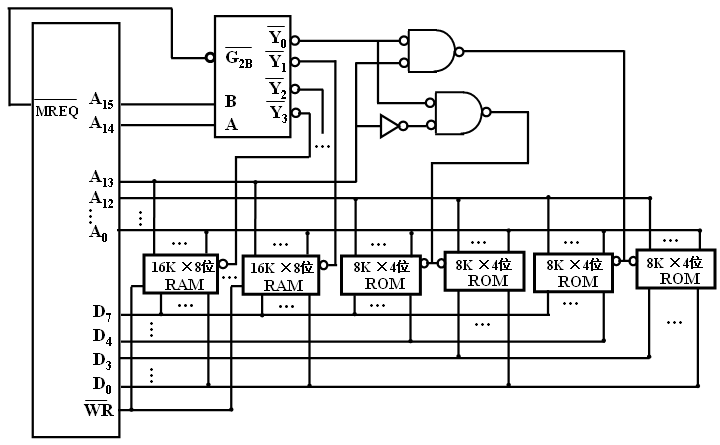 MREQ
A15
A14
A13
A12
⋮
A0
D7
D4
D3
D0
WR
G2B
B
A
Y0
Y1
Y2
Y3
...
16K×8位
RAM
...
16K×8位
RAM
8K×4位
ROM
8K×4位
ROM
8K×4位
ROM
8K×4位
ROM